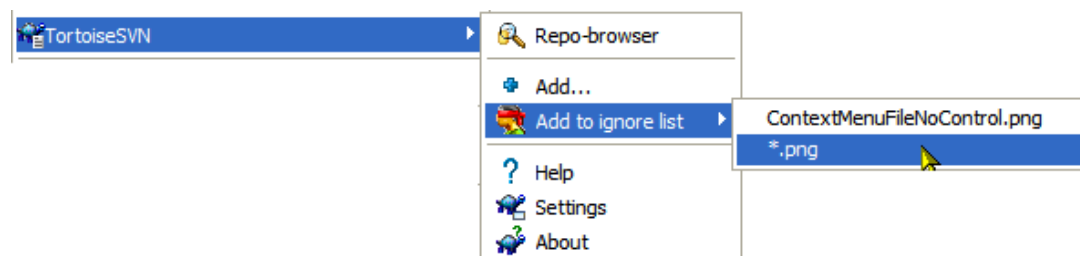 TortoiseSVN
Repo-browser
Add...
Add to ignore list
ContextMenuFileNoControl.png
*.png
Help
Settings
About